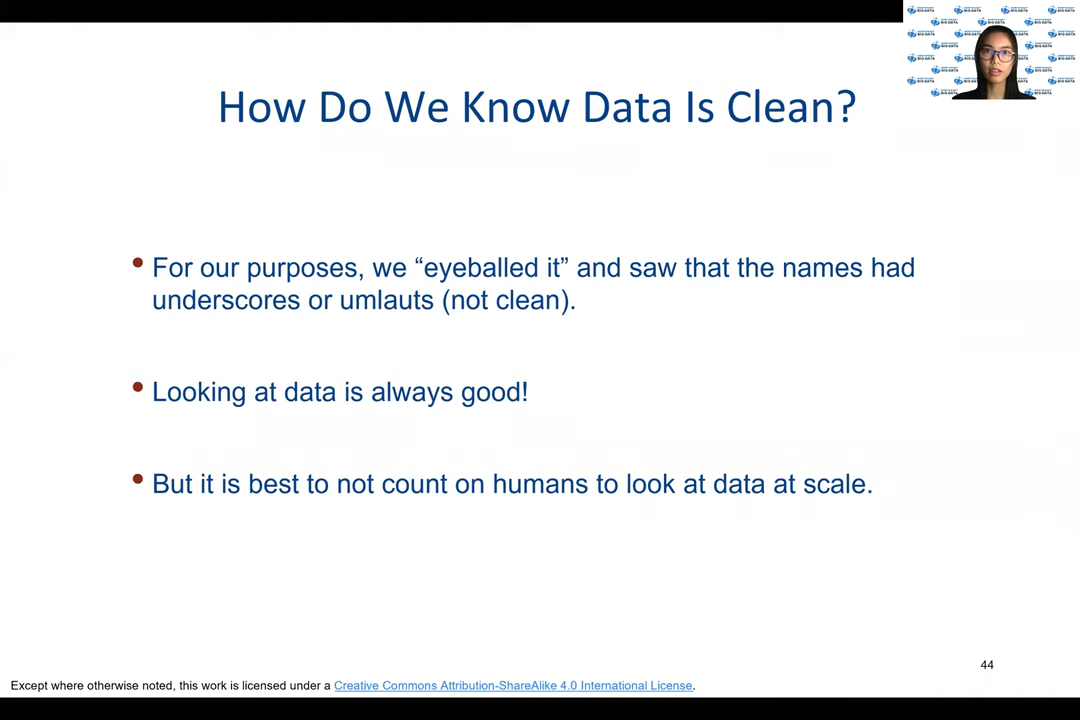 How Do We Know Data Is Clean?
• For our purposes, we “eyeballed it” and saw that the names had
underscores or umlauts (not clean).
• Looking at data is always good!
• But it is best to not count on humans to look at data at scale.
44
Except where otherwise noted, this work is licensed under a Creative Commons Attribution-ShareAlike 4.0 International License.